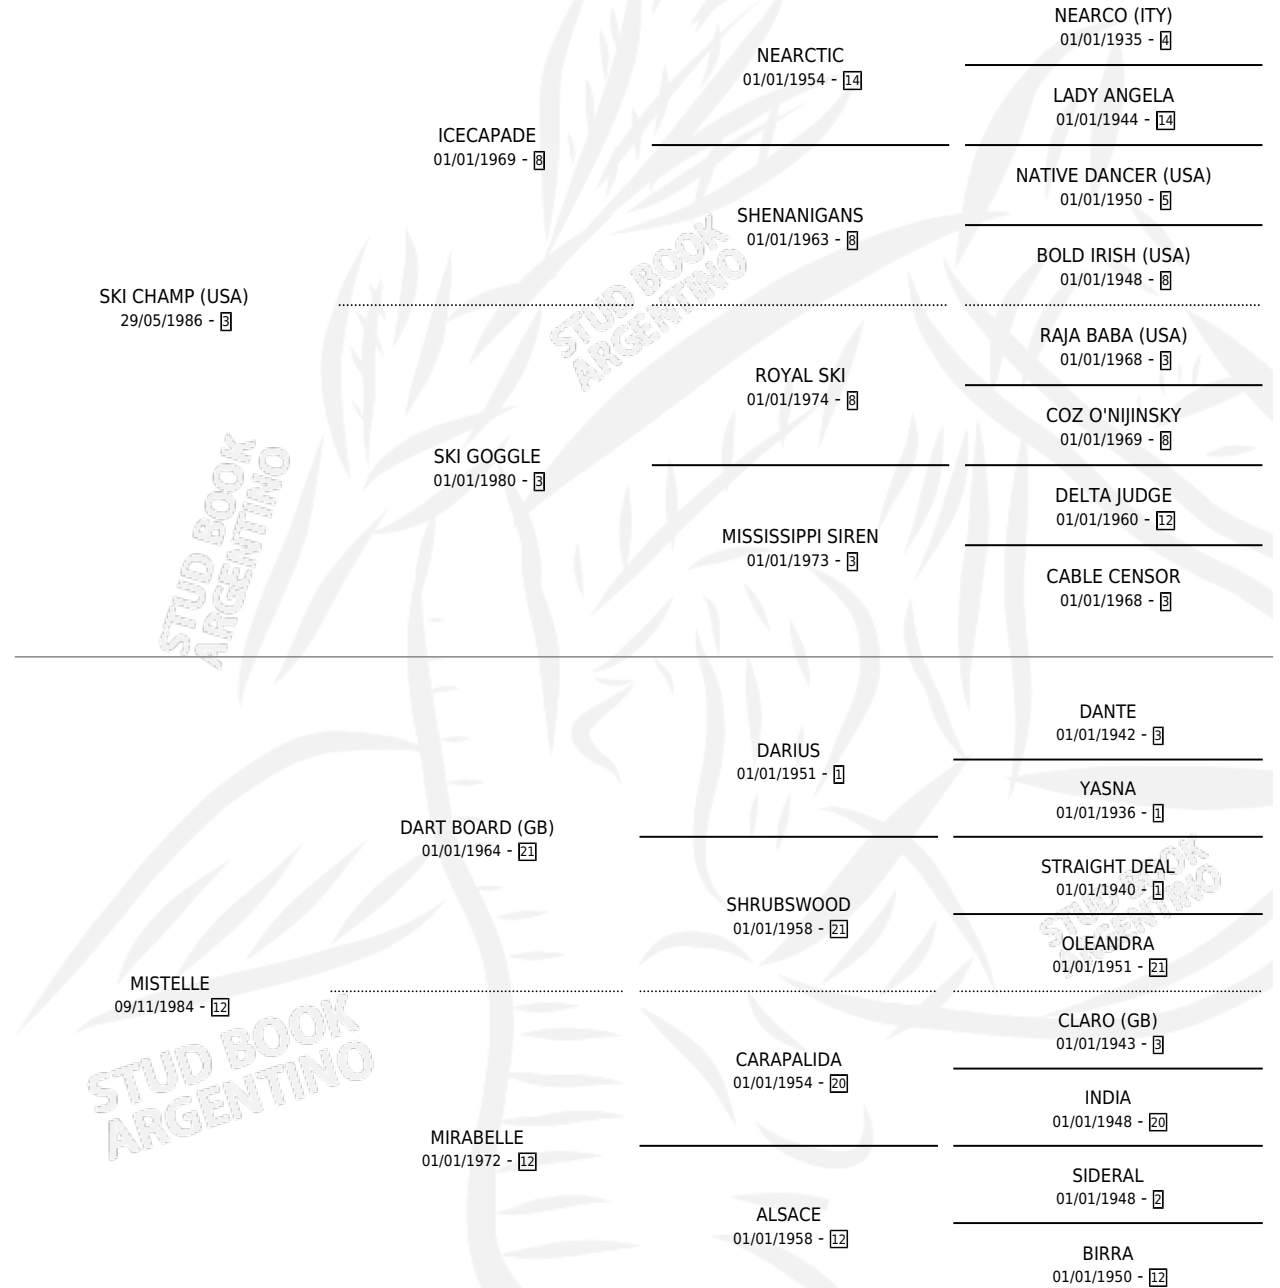 NEARCO (ITY)
01/01/1935 - 4
NEARCTIC
01/01/1954 - 14
LADY ANGELA
01/01/1944 - 14
ICECAPADE
01/01/1969 - 8
NATIVE DANCER (USA)
01/01/1950 - 5
SHENANIGANS
01/01/1963 - 8
BOLD IRISH (USA)
01/01/1948 - 8
SKI CHAMP (USA)
29/05/1986 - 3
STUD BOOK
ARGENTINO
RAJA BABA (USA)
01/01/1968 - 3
ROYAL SKI
01/01/1974 - 8
COZ O'NIJINSKY
01/01/1969 - 8
SKI GOGGLE
01/01/1980 - 3
DELTA JUDGE
01/01/1960 - 12
MISSISSIPPI SIREN
01/01/1973 - 3
CABLE CENSOR
01/01/1968 - 3
STUD BOOK
ARGENTINO
DANTE
01/01/1942 - 3
DARIUS
01/01/1951 - 1
YASNA
01/01/1936 - 1
DART BOARD (GB)
01/01/1964 - 21
STRAIGHT DEAL
01/01/1940 - 1
SHRUBSWOOD
01/01/1958 - 21
STUD BOOK
ARGENTINO
OLEANDRA
01/01/1951 - 21
MISTELLE
09/11/1984 - 12
CLARO (GB)
01/01/1943 - 3
CARAPALIDA
01/01/1954 - 20
INDIA
01/01/1948 - 20
STUD BOOK
ARGENTINO
MIRABELLE
01/01/1972 - 12
SIDERAL
01/01/1948 - 2
ALSACE
01/01/1958 - 12
BIRRA
01/01/1950 - 12